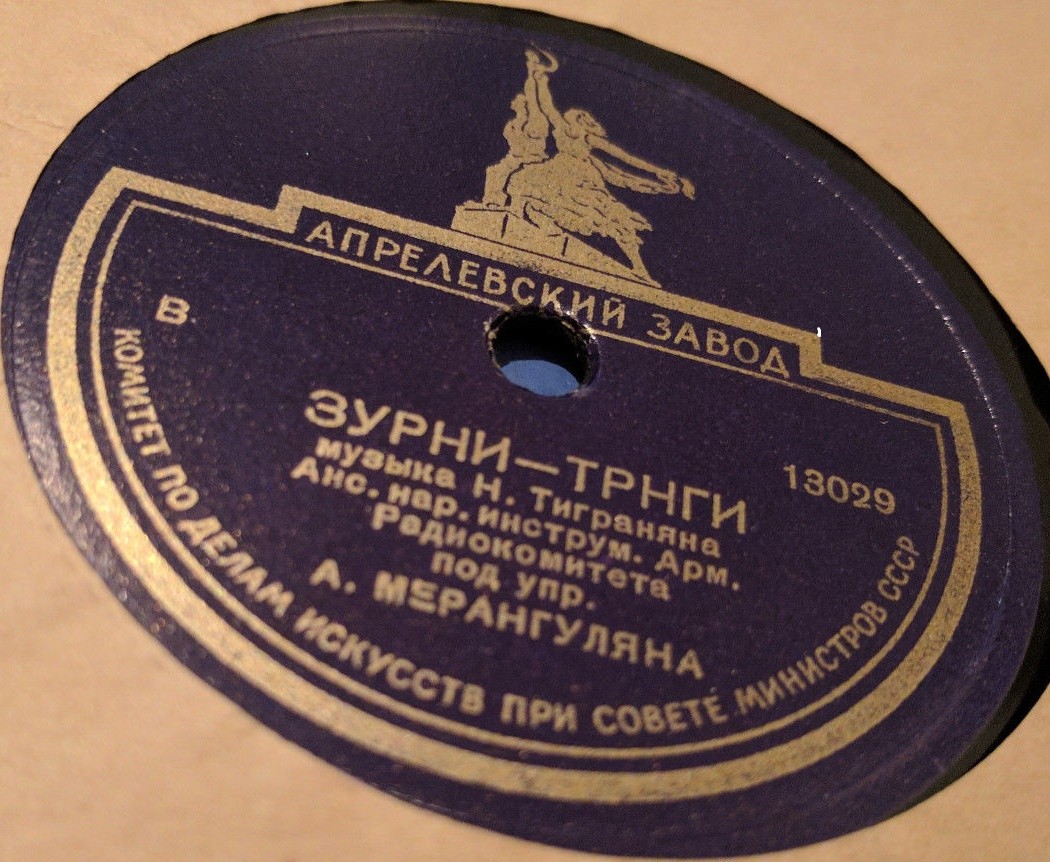 АПРЕЛЕВСКИЙ ЗАВОД
В.
13029
ЗУРНИ—ТРНГИ
музыка Н. Тиграняна
Анс. нар. инструм. Арм.
Радиокомитета
под упр.
А. МЕРАНГУЛЯНА
КОМИТЕТ ПО ДЕЛАМ ИСКУССТВ ПРИ СОВЕТЕ МИНИСТРОВ СССР